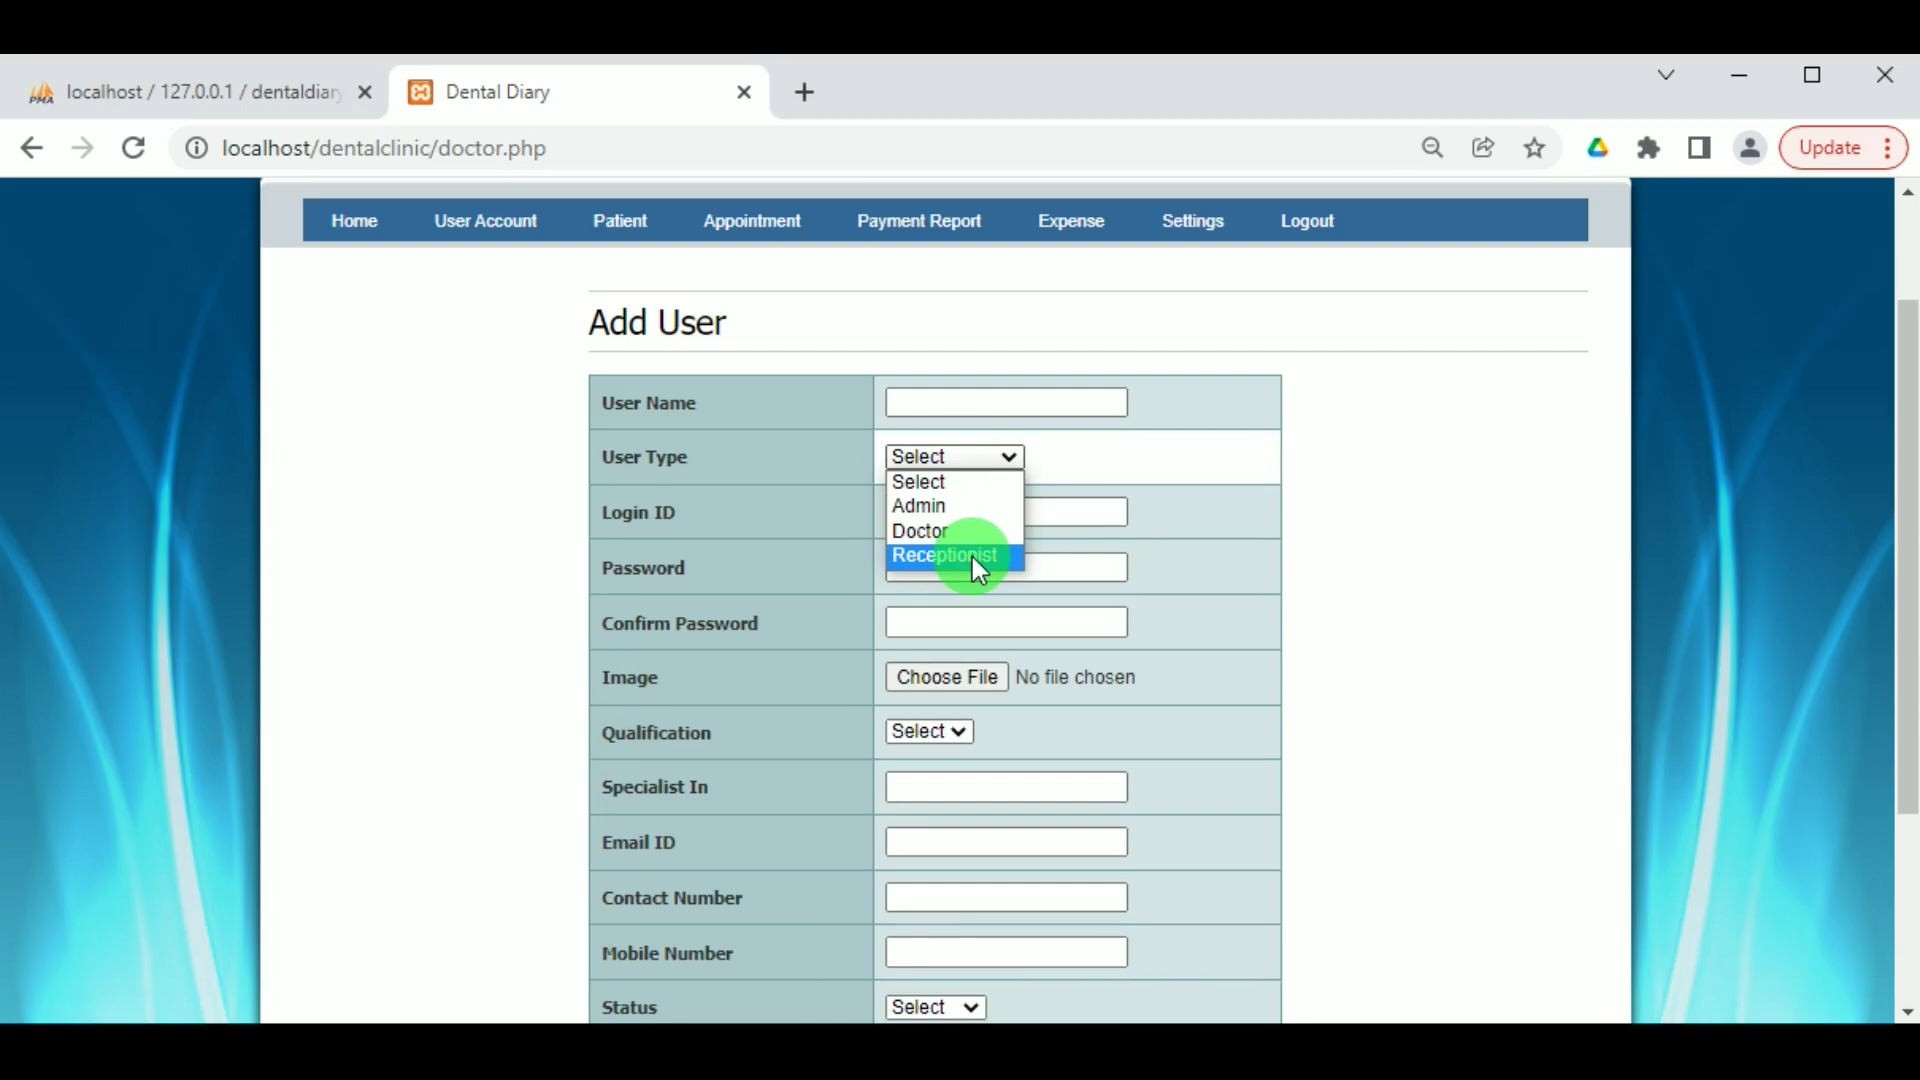 localhost / 127.0.0.1 / dentaldiary
Dental Diary
localhost/dentalclinic/doctor.php
Update
Home User Account Patient Appointment Payment Report Expense Settings Logout
Add User
User Name
User Type Select
Select
Admin
Login ID
Doctor
Receptionist
Password
Confirm Password
Image Choose File No file chosen
Qualification Select
Specialist In
Email ID
Contact Number
Mobile Number
Status Select
PMA